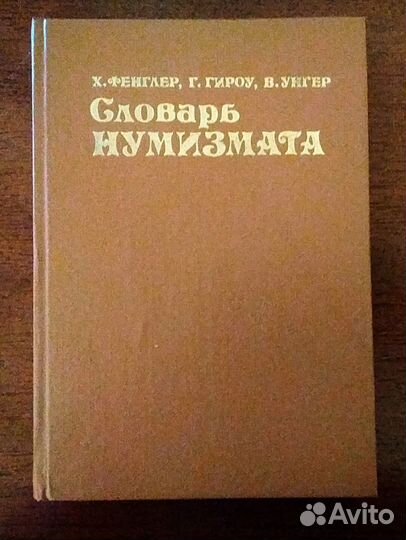 Х. ФЕНГЛЕР, Г. ГИРОУ, В. УНГЕР
Словарь
НУМИЗМАТА
Avito